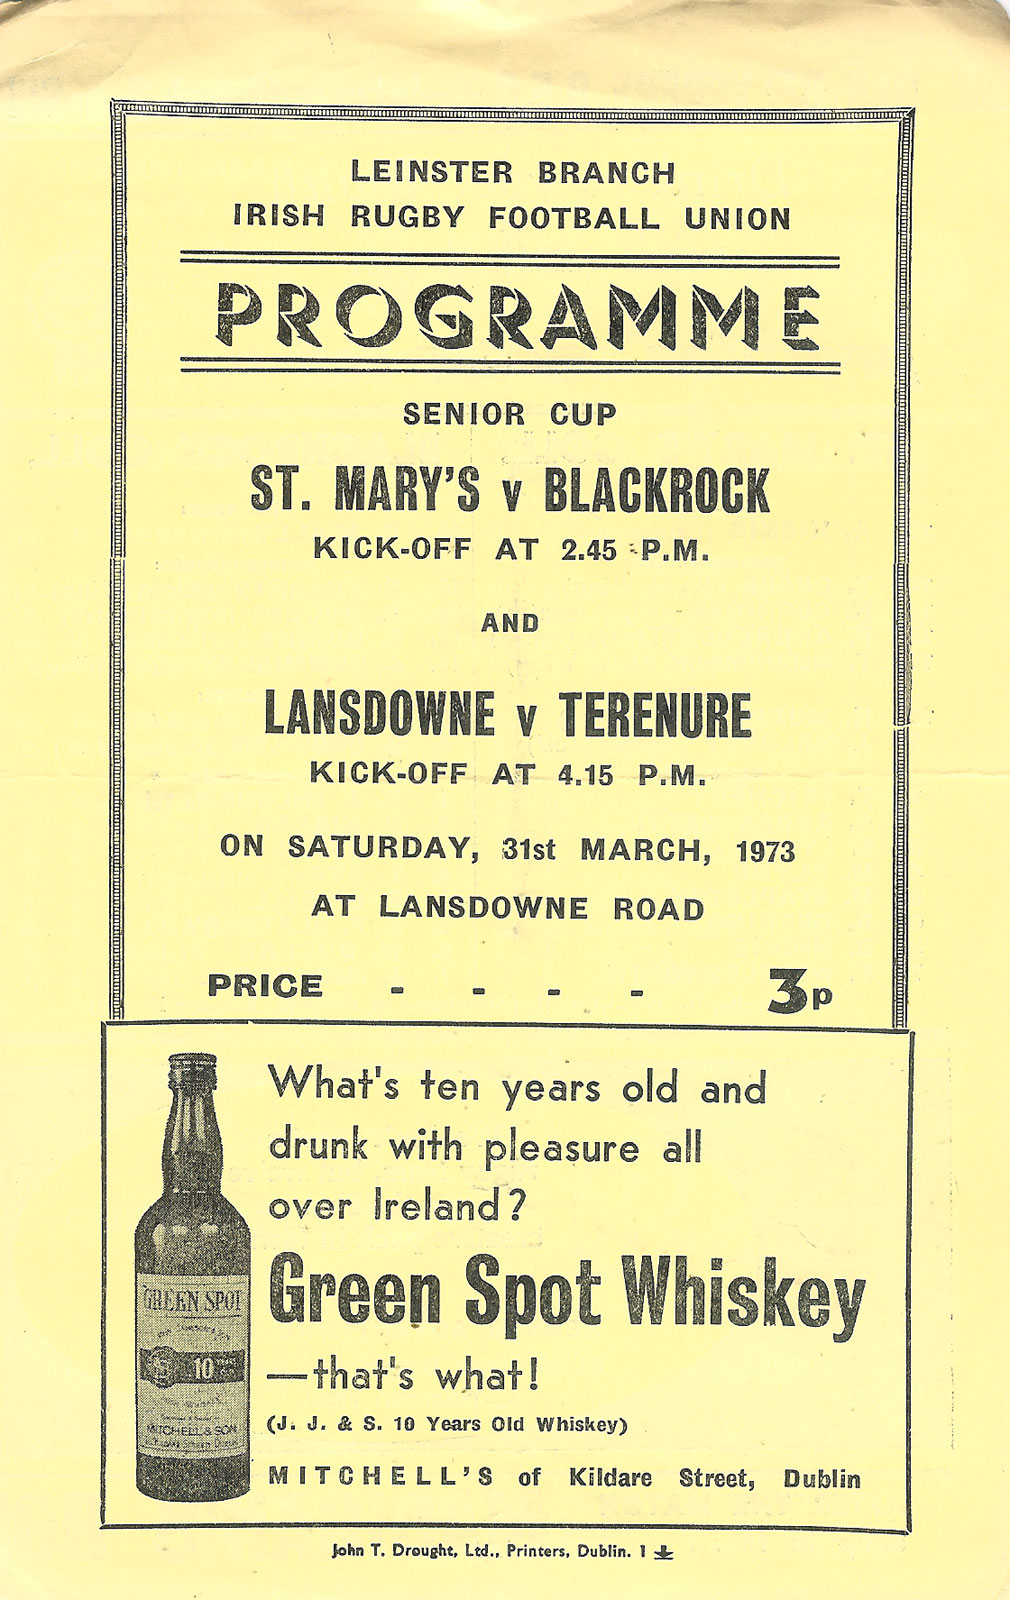 LEINSTER BRANCH
IRISH RUGBY FOOTBALL UNION
PROGRAMME
SENIOR CUP
ST. MARY'S v BLACKROCK
KICK-OFF AT 2.45 P.M.
AND
LANSDOWNE v TERENURE
KICK-OFF AT 4.15 P.M.
ON SATURDAY, 31st MARCH, 1973
AT LANSDOWNE ROAD
PRICE - - - - 3p
What's ten years old and
drunk with pleasure all
over Ireland?
Green Spot Whiskey
—that's what!
(J. J. & S. 10 Years Old Whiskey)
MITCHELL'S of Kildare Street, Dublin
GREEN SPOT
10
MITCHELL & SON
John T. Drought, Ltd., Printers, Dublin. 1